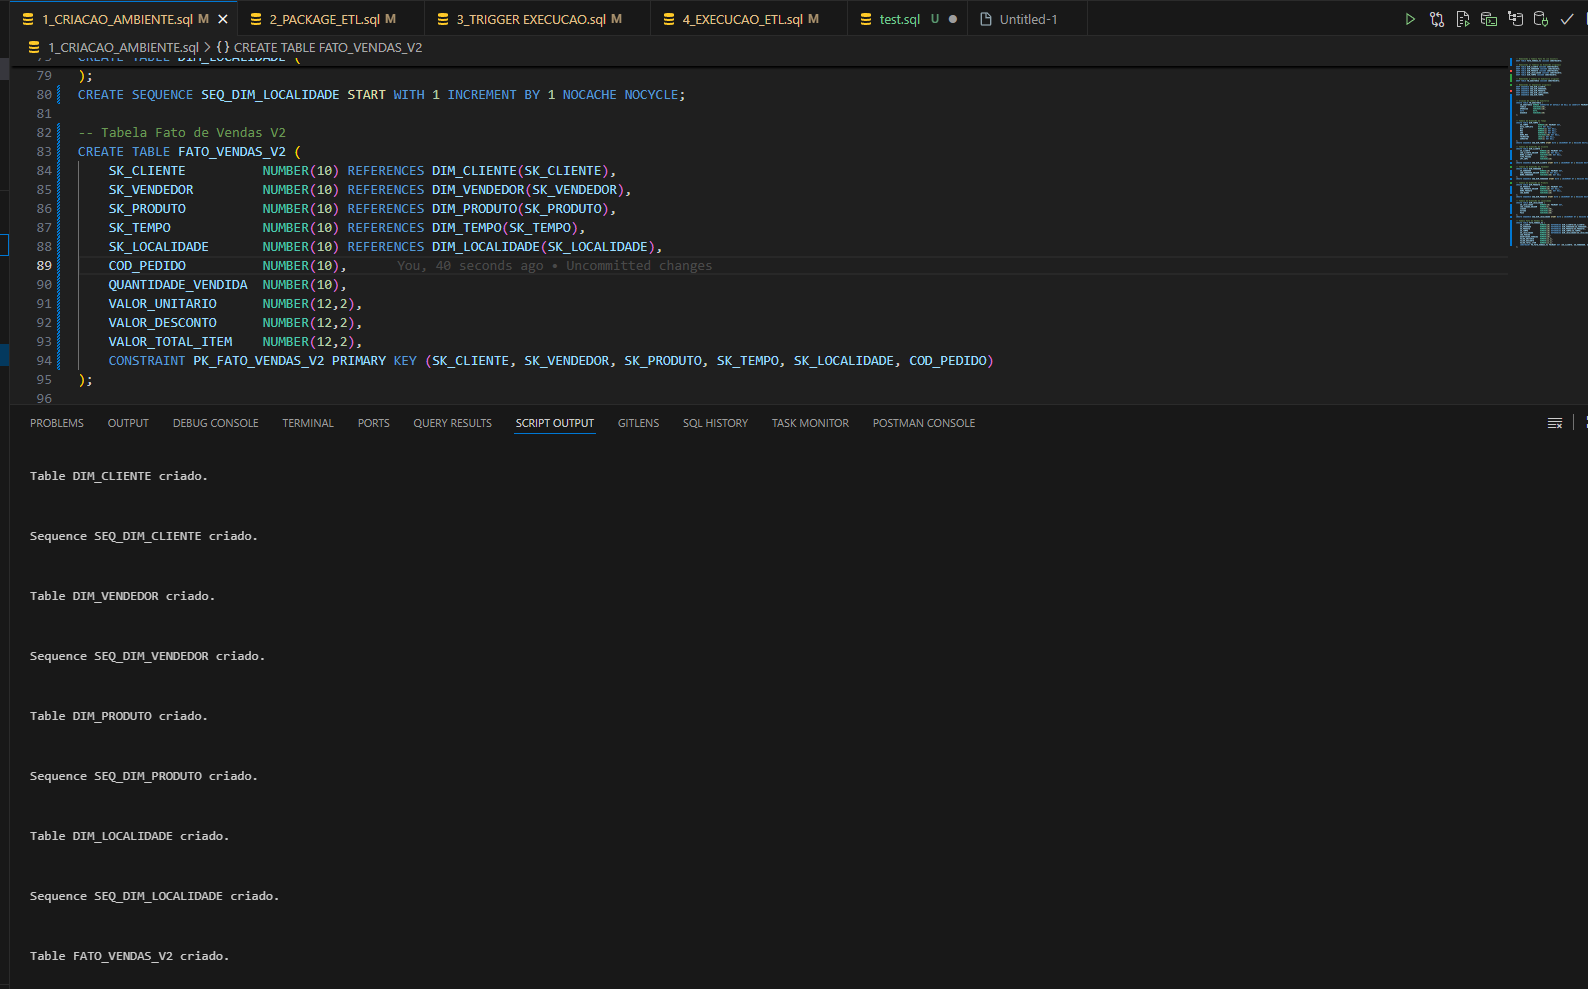 1_CRIACAO_AMBIENTE.sql M
2_PACKAGE_ETL.sql M
3_TRIGGER EXECUCAO.sql M
4_EXECUCAO_ETL.sql M
test.sql U
Untitled-1
1_CRIACAO_AMBIENTE.sql > {} CREATE TABLE FATO_VENDAS_V2
CREATE TABLE DIM_LOCALIDADE (
79 );
80 CREATE SEQUENCE SEQ_DIM_LOCALIDADE START WITH 1 INCREMENT BY 1 NOCACHE NOCYCLE;
81
82 -- Tabela Fato de Vendas V2
83 CREATE TABLE FATO_VENDAS_V2 (
84 SK_CLIENTE NUMBER(10) REFERENCES DIM_CLIENTE(SK_CLIENTE),
85 SK_VENDEDOR NUMBER(10) REFERENCES DIM_VENDEDOR(SK_VENDEDOR),
86 SK_PRODUTO NUMBER(10) REFERENCES DIM_PRODUTO(SK_PRODUTO),
87 SK_TEMPO NUMBER(10) REFERENCES DIM_TEMPO(SK_TEMPO),
88 SK_LOCALIDADE NUMBER(10) REFERENCES DIM_LOCALIDADE(SK_LOCALIDADE),
89 COD_PEDIDO NUMBER(10), You, 40 seconds ago • Uncommitted changes
90 QUANTIDADE_VENDIDA NUMBER(10),
91 VALOR_UNITARIO NUMBER(12,2),
92 VALOR_DESCONTO NUMBER(12,2),
93 VALOR_TOTAL_ITEM NUMBER(12,2),
94 CONSTRAINT PK_FATO_VENDAS_V2 PRIMARY KEY (SK_CLIENTE, SK_VENDEDOR, SK_PRODUTO, SK_TEMPO, SK_LOCALIDADE, COD_PEDIDO)
95 );
96
PROBLEMS OUTPUT DEBUG CONSOLE TERMINAL PORTS QUERY RESULTS SCRIPT OUTPUT GITLENS SQL HISTORY TASK MONITOR POSTMAN CONSOLE
Table DIM_CLIENTE criado.
Sequence SEQ_DIM_CLIENTE criado.
Table DIM_VENDEDOR criado.
Sequence SEQ_DIM_VENDEDOR criado.
Table DIM_PRODUTO criado.
Sequence SEQ_DIM_PRODUTO criado.
Table DIM_LOCALIDADE criado.
Sequence SEQ_DIM_LOCALIDADE criado.
Table FATO_VENDAS_V2 criado.